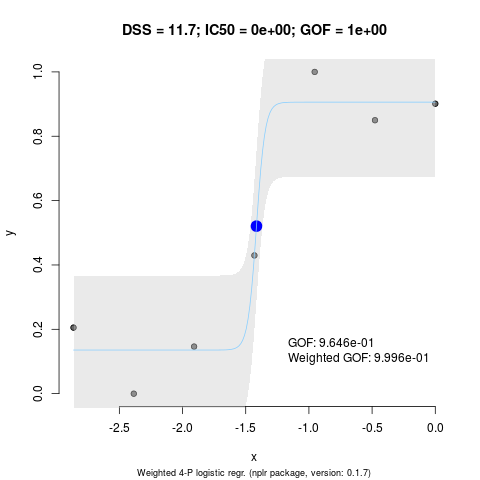 DSS = 11.7; IC50 = 0e+00; GOF = 1e+00
1.0
0.8
0.6
0.4
0.2
0.0
y
GOF: 9.646e-01
Weighted GOF: 9.996e-01
-2.5 -2.0 -1.5 -1.0 -0.5 0.0
x
Weighted 4-P logistic regr. (nplr package, version: 0.1.7)